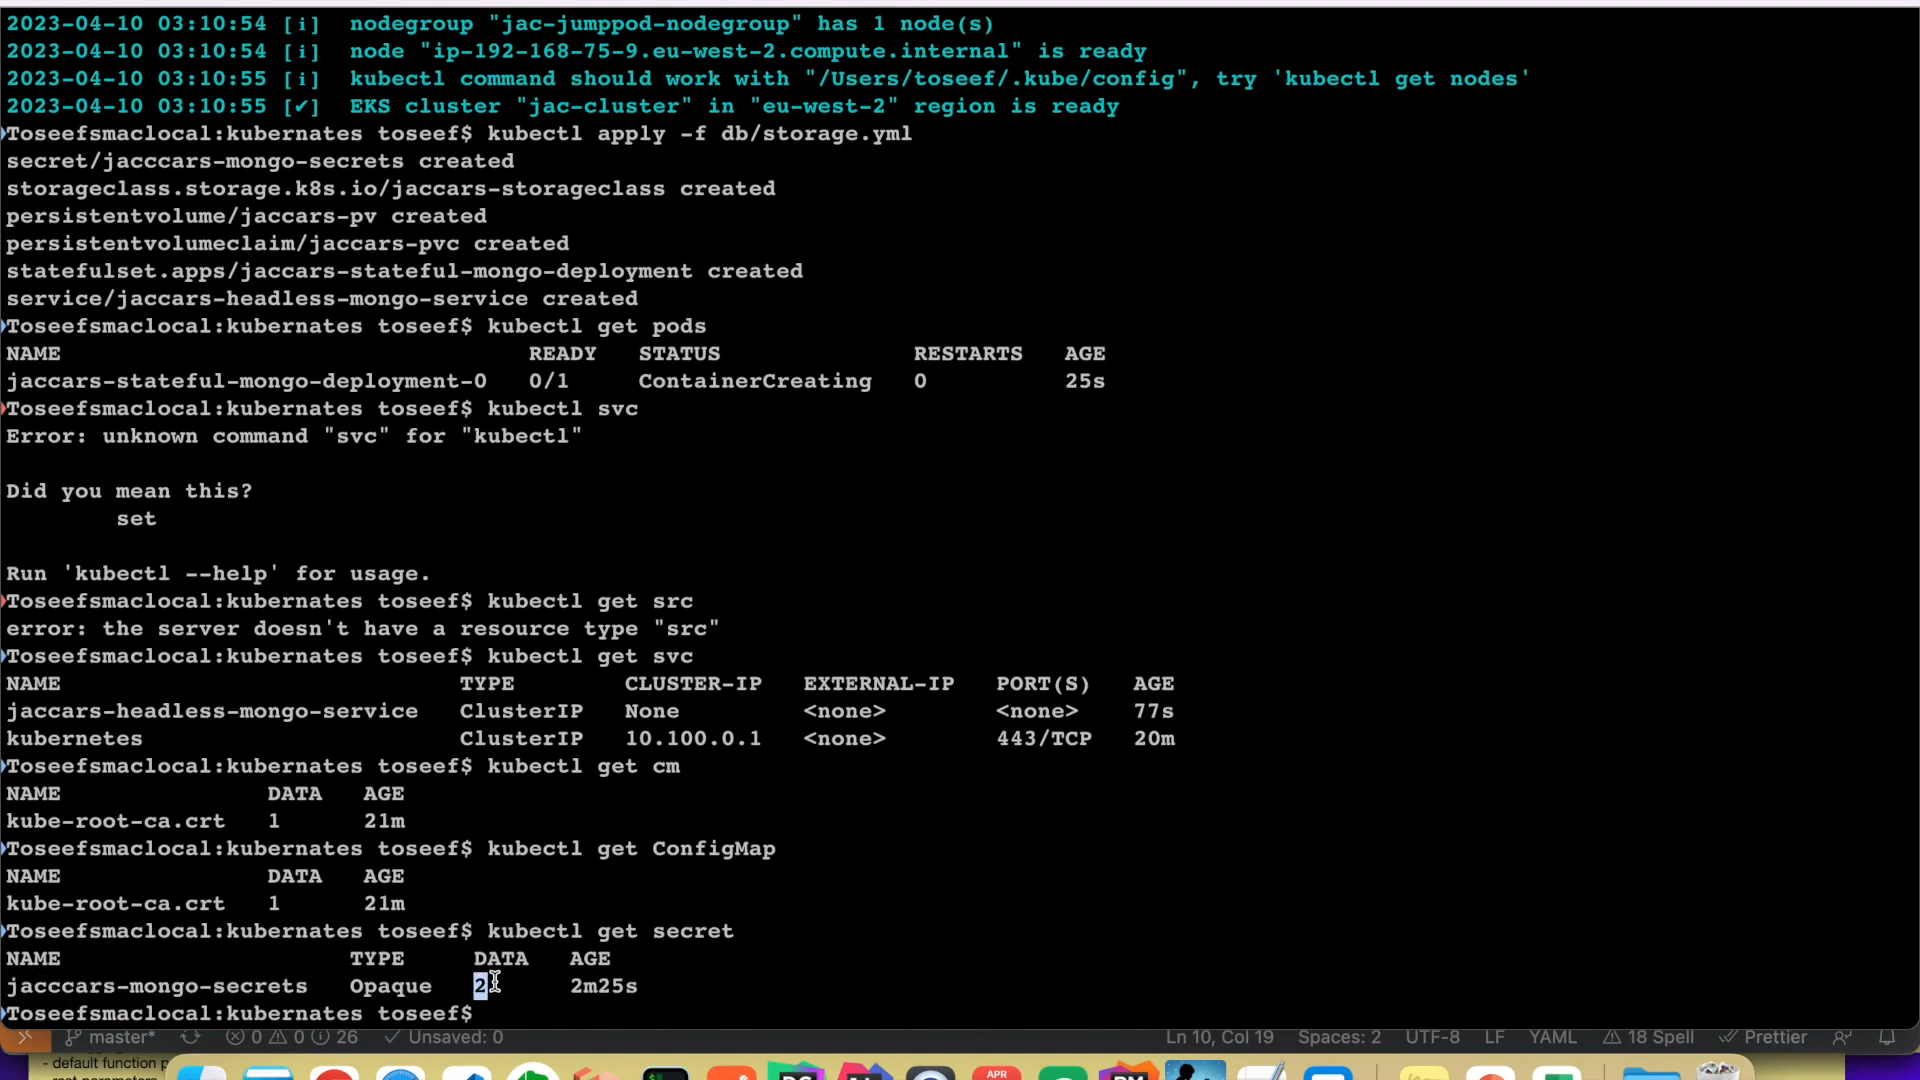 2023-04-10 03:10:54 [ℹ]  nodegroup "jac-jumppod-nodegroup" has 1 node(s)
2023-04-10 03:10:54 [ℹ]  node "ip-192-168-75-9.eu-west-2.compute.internal" is ready
2023-04-10 03:10:55 [ℹ]  kubectl command should work with "/Users/toseef/.kube/config", try 'kubectl get nodes'
2023-04-10 03:10:55 [✔]  EKS cluster "jac-cluster" in "eu-west-2" region is ready
Toseefsmaclocal:kubernates toseef$ kubectl apply -f db/storage.yml
secret/jacccars-mongo-secrets created
storageclass.storage.k8s.io/jaccars-storageclass created
persistentvolume/jaccars-pv created
persistentvolumeclaim/jaccars-pvc created
statefulset.apps/jaccars-stateful-mongo-deployment created
service/jaccars-headless-mongo-service created
Toseefsmaclocal:kubernates toseef$ kubectl get pods
NAME                                  READY   STATUS              RESTARTS   AGE
jaccars-stateful-mongo-deployment-0   0/1     ContainerCreating   0          25s
Toseefsmaclocal:kubernates toseef$ kubectl svc
Error: unknown command "svc" for "kubectl"
Did you mean this?
        set
Run 'kubectl --help' for usage.
Toseefsmaclocal:kubernates toseef$ kubectl get src
error: the server doesn't have a resource type "src"
Toseefsmaclocal:kubernates toseef$ kubectl get svc
NAME                             TYPE        CLUSTER-IP   EXTERNAL-IP   PORT(S)   AGE
jaccars-headless-mongo-service   ClusterIP   None         <none>        <none>    77s
kubernetes                       ClusterIP   10.100.0.1   <none>        443/TCP   20m
Toseefsmaclocal:kubernates toseef$ kubectl get cm
NAME               DATA   AGE
kube-root-ca.crt   1      21m
Toseefsmaclocal:kubernates toseef$ kubectl get ConfigMap
NAME               DATA   AGE
kube-root-ca.crt   1      21m
Toseefsmaclocal:kubernates toseef$ kubectl get secret
NAME                     TYPE     DATA   AGE
jacccars-mongo-secrets   Opaque   2      2m25s
Toseefsmaclocal:kubernates toseef$
master* 0 0 26 Unsaved: 0 Ln 10, Col 19 Spaces: 2 UTF-8 LF YAML 18 Spell Prettier
- default function p
APR